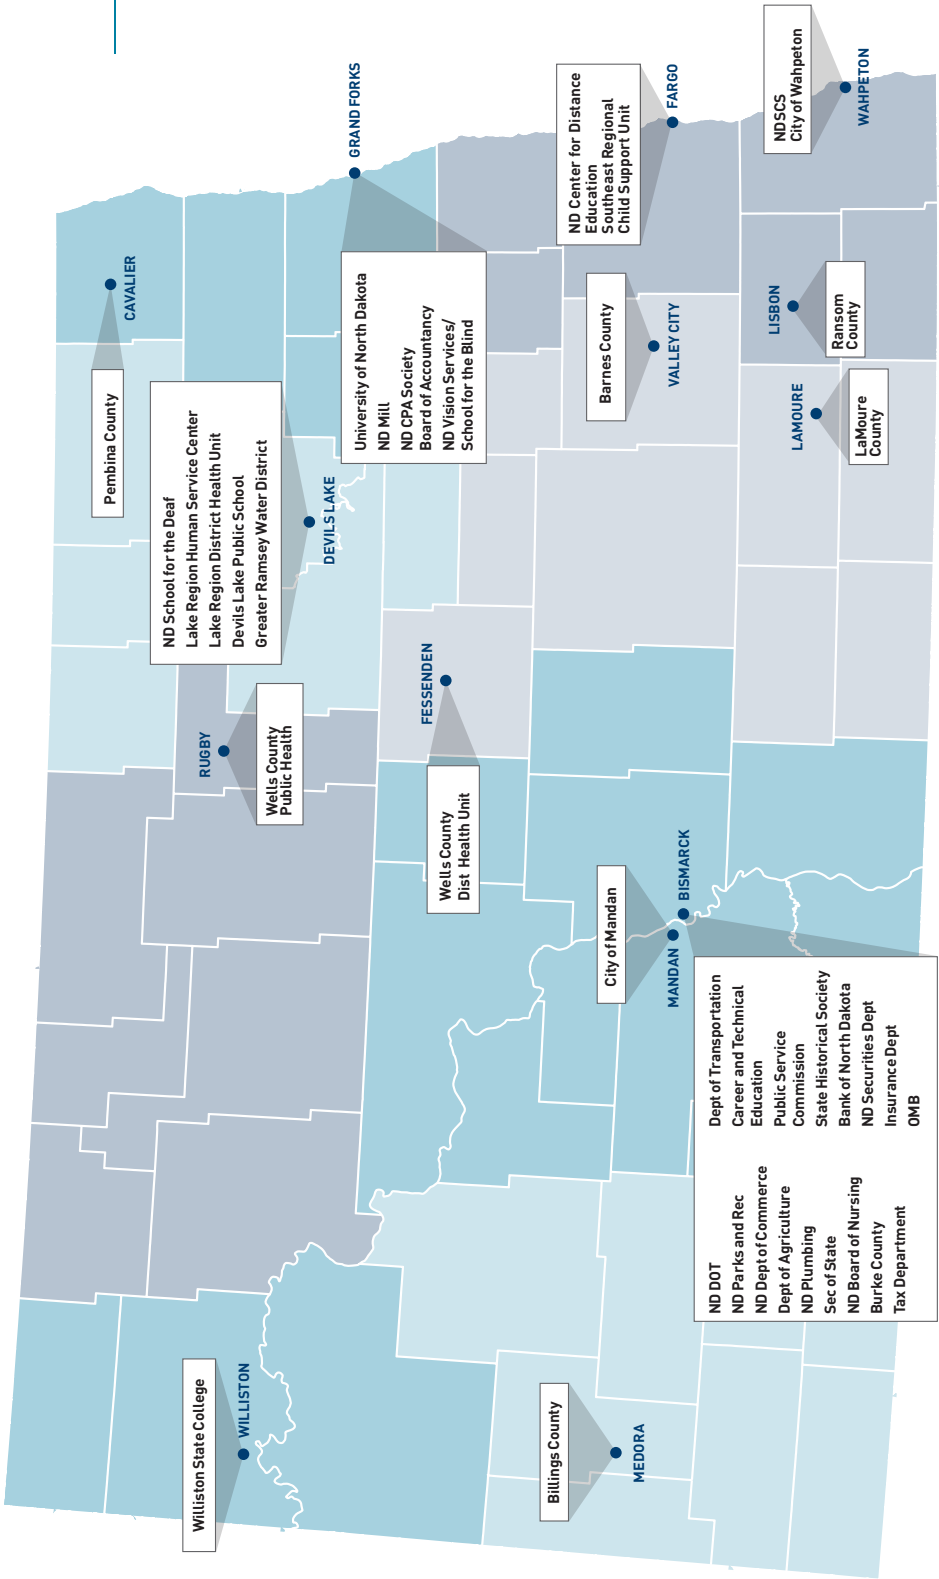 Williston State College
WILLISTON
RUGBY
Wells County
Public Health
ND School for the Deaf
Lake Region Human Service Center
Lake Region District Health Unit
Devils Lake Public School
Greater Ramsey Water District
DEVILS LAKE
Pembina County
CAVALIER
University of North Dakota
ND Mill
ND CPA Society
Board of Accountancy
ND Vision Services/
School for the Blind
GRAND FORKS
FESSENDEN
Wells County
Dist Health Unit
Billings County
MEDORA
City of Mandan
MANDAN
BISMARCK
ND DOT
ND Parks and Rec
ND Dept of Commerce
Dept of Agriculture
ND Plumbing
Sec of State
ND Board of Nursing
Burke County
Tax Department
Dept of Transportation
Career and Technical
Education
Public Service
Commission
State Historical Society
Bank of North Dakota
ND Securities Dept
Insurance Dept
OMB
Barnes County
VALLEY CITY
ND Center for Distance
Education
Southeast Regional
Child Support Unit
FARGO
LAMOURE
LaMoure
County
LISBON
Ransom
County
NDSCS
City of Wahpeton
WAHPETON